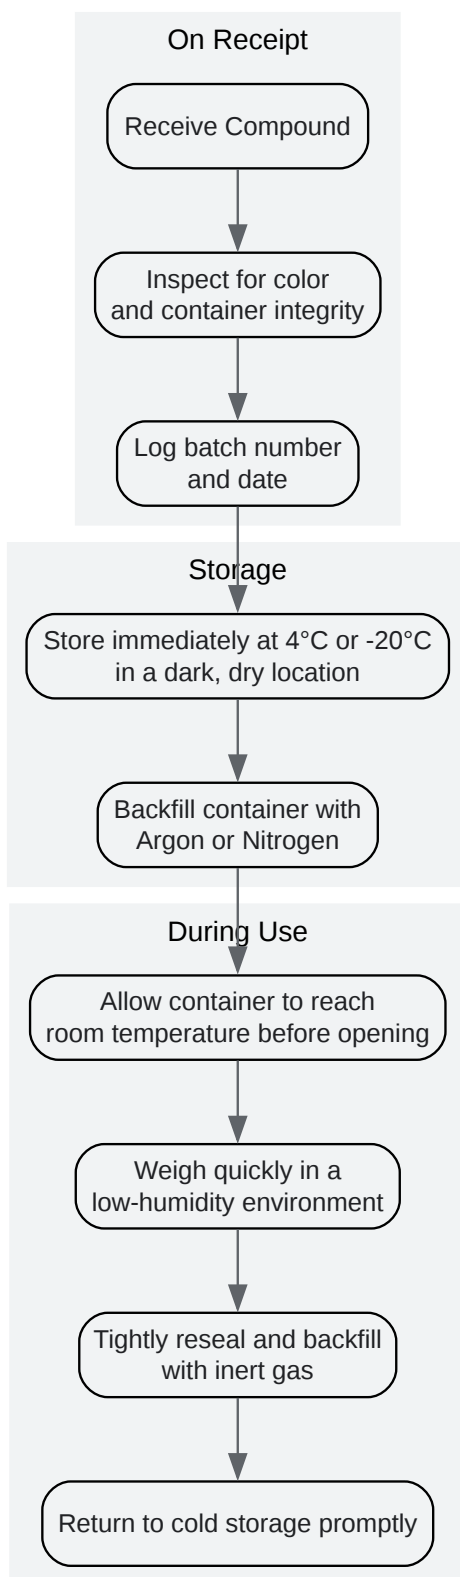 On Receipt
Receive Compound
Inspect for color
and container integrity
Log batch number
and date
Storage
Store immediately at 4°C or -20°C
in a dark, dry location
Backfill container with
Argon or Nitrogen
During Use
Allow container to reach
room temperature before opening
Weigh quickly in a
low-humidity environment
Tightly reseal and backfill
with inert gas
Return to cold storage promptly